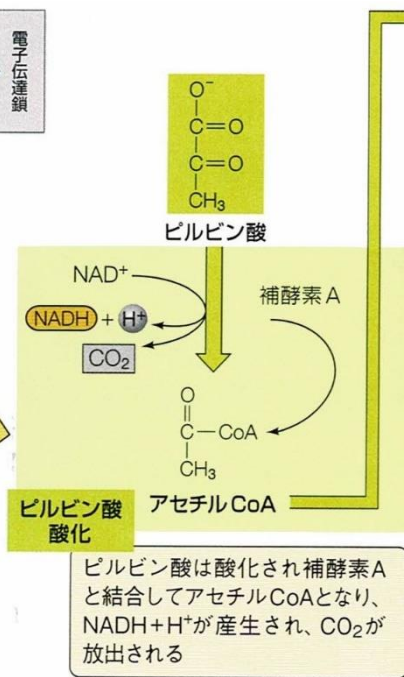 電子伝達鎖
O⁻
C=O
C=O
CH₃
ピルビン酸
NAD⁺
補酵素A
NADH + H⁺
CO₂
O
C-CoA
CH₃
ピルビン酸
酸化
アセチルCoA
ピルビン酸は酸化され補酵素A
と結合してアセチルCoAとなり、
NADH+H⁺が産生され、CO₂が
放出される